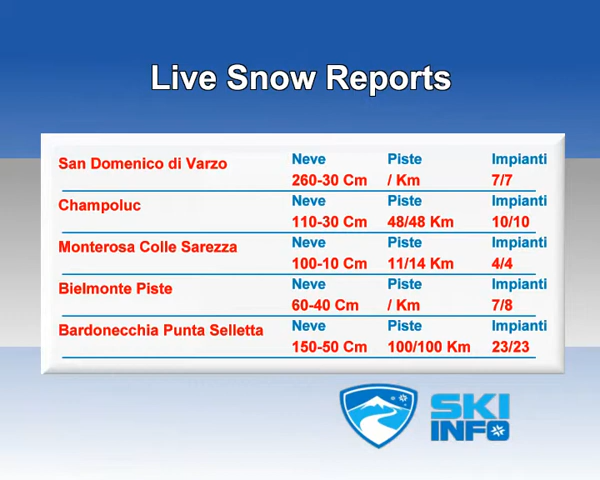 Live Snow Reports
San Domenico di Varzo Neve Piste Impianti
260-30 Cm / Km 7/7
Champoluc Neve Piste Impianti
110-30 Cm 48/48 Km 10/10
Monterosa Colle Sarezza Neve Piste Impianti
100-10 Cm 11/14 Km 4/4
Bielmonte Piste Neve Piste Impianti
60-40 Cm / Km 7/8
Bardonecchia Punta Selletta Neve Piste Impianti
150-50 Cm 100/100 Km 23/23
SKI
INFO